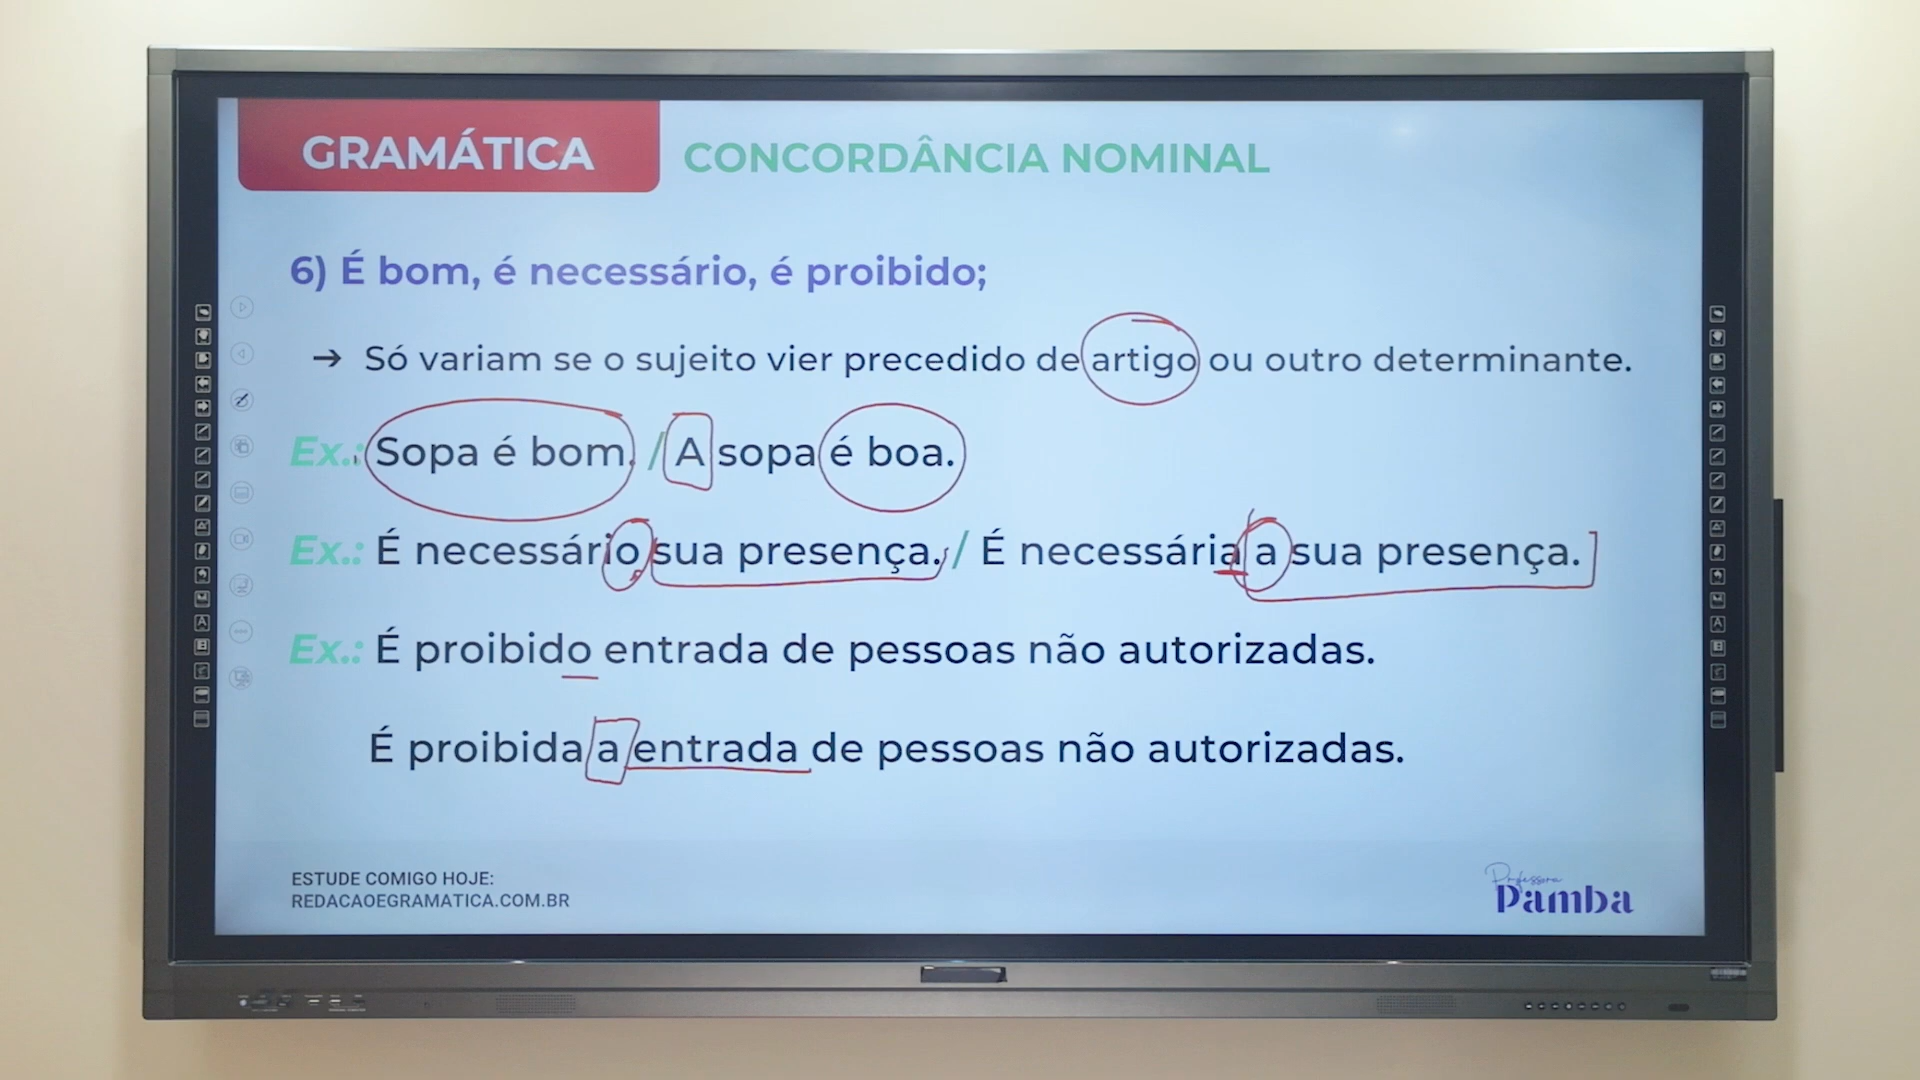 GRAMÁTICA CONCORDÂNCIA NOMINAL
6) É bom, é necessário, é proibido;
→ Só variam se o sujeito vier precedido de artigo ou outro determinante.
Ex.: Sopa é bom. / A sopa é boa.
Ex.: É necessário sua presença. / É necessária a sua presença.
Ex.: É proibido entrada de pessoas não autorizadas.
É proibida a entrada de pessoas não autorizadas.
ESTUDE COMIGO HOJE:
REDACAOEGRAMATICA.COM.BR
Professora
Pamba